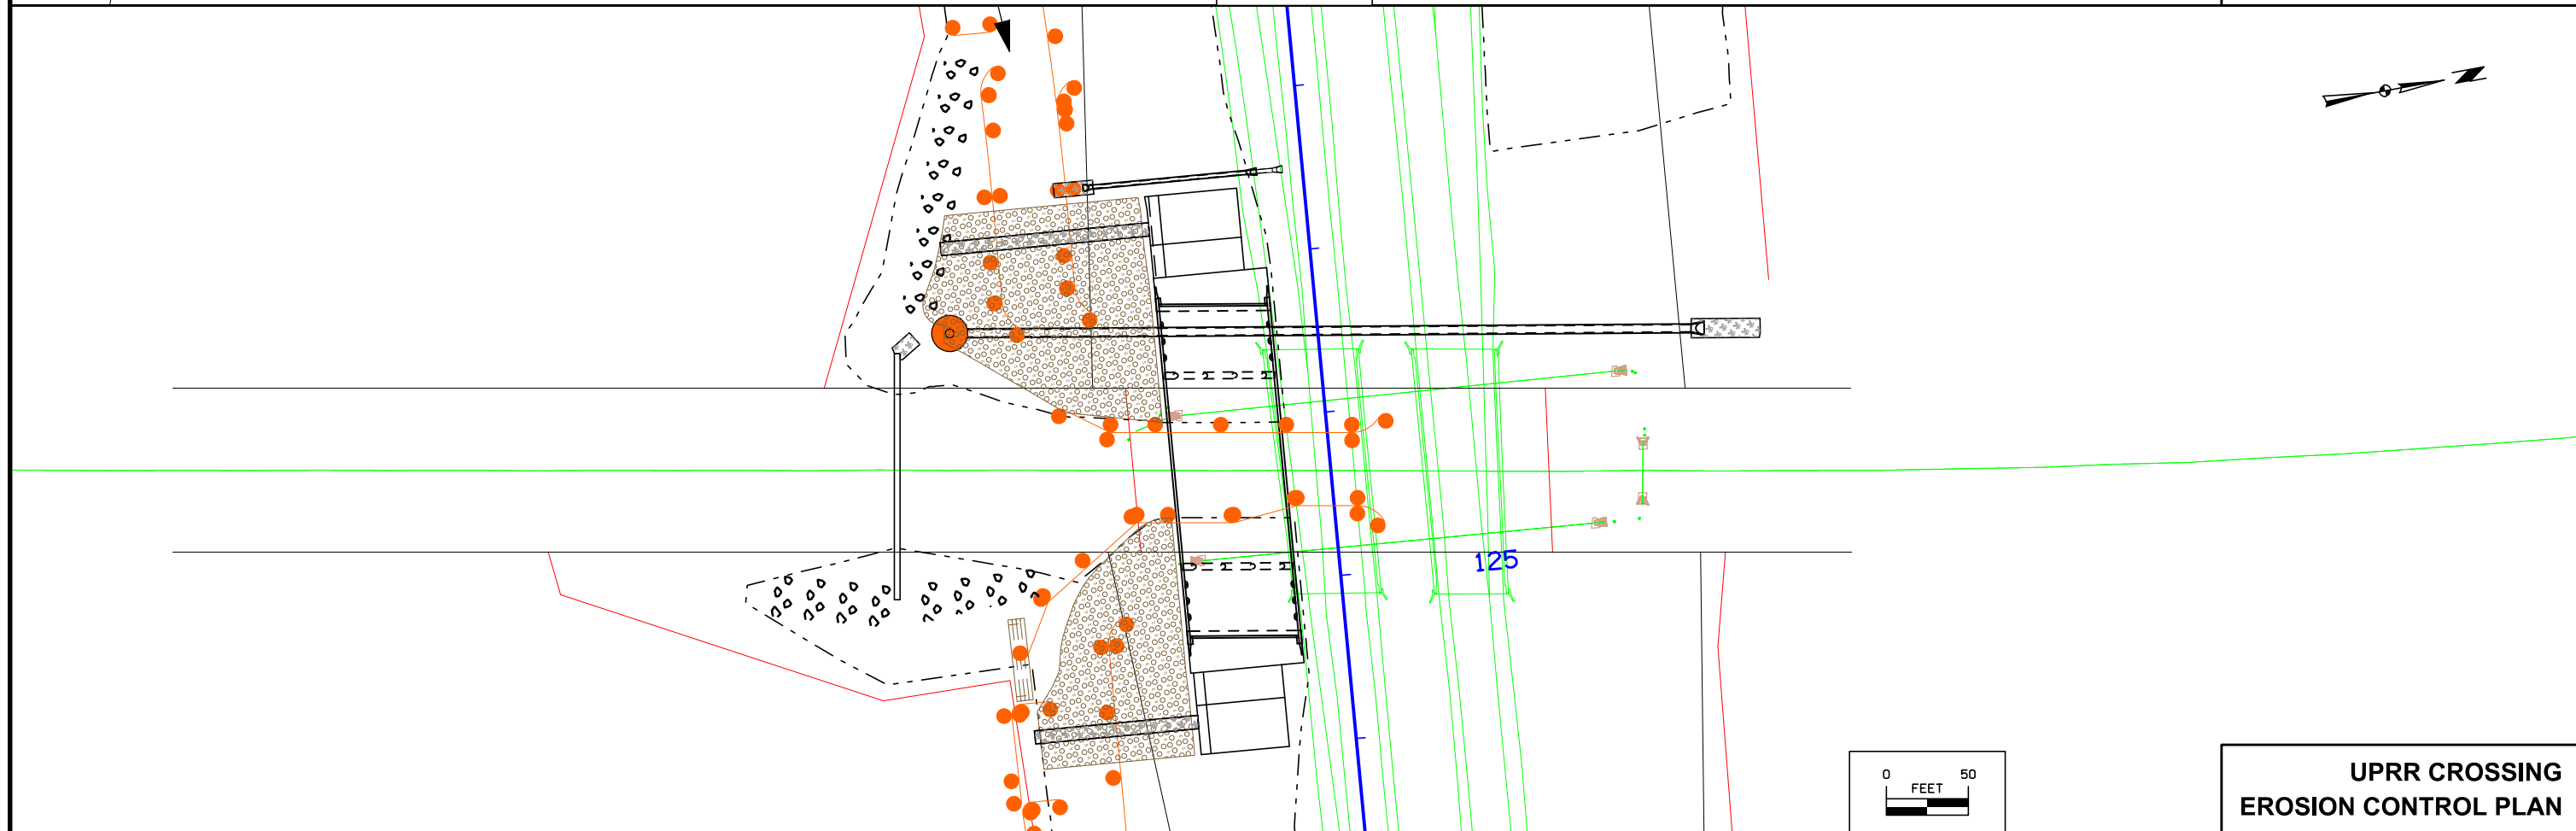 125
0 50
FEET
UPRR CROSSING
EROSION CONTROL PLAN